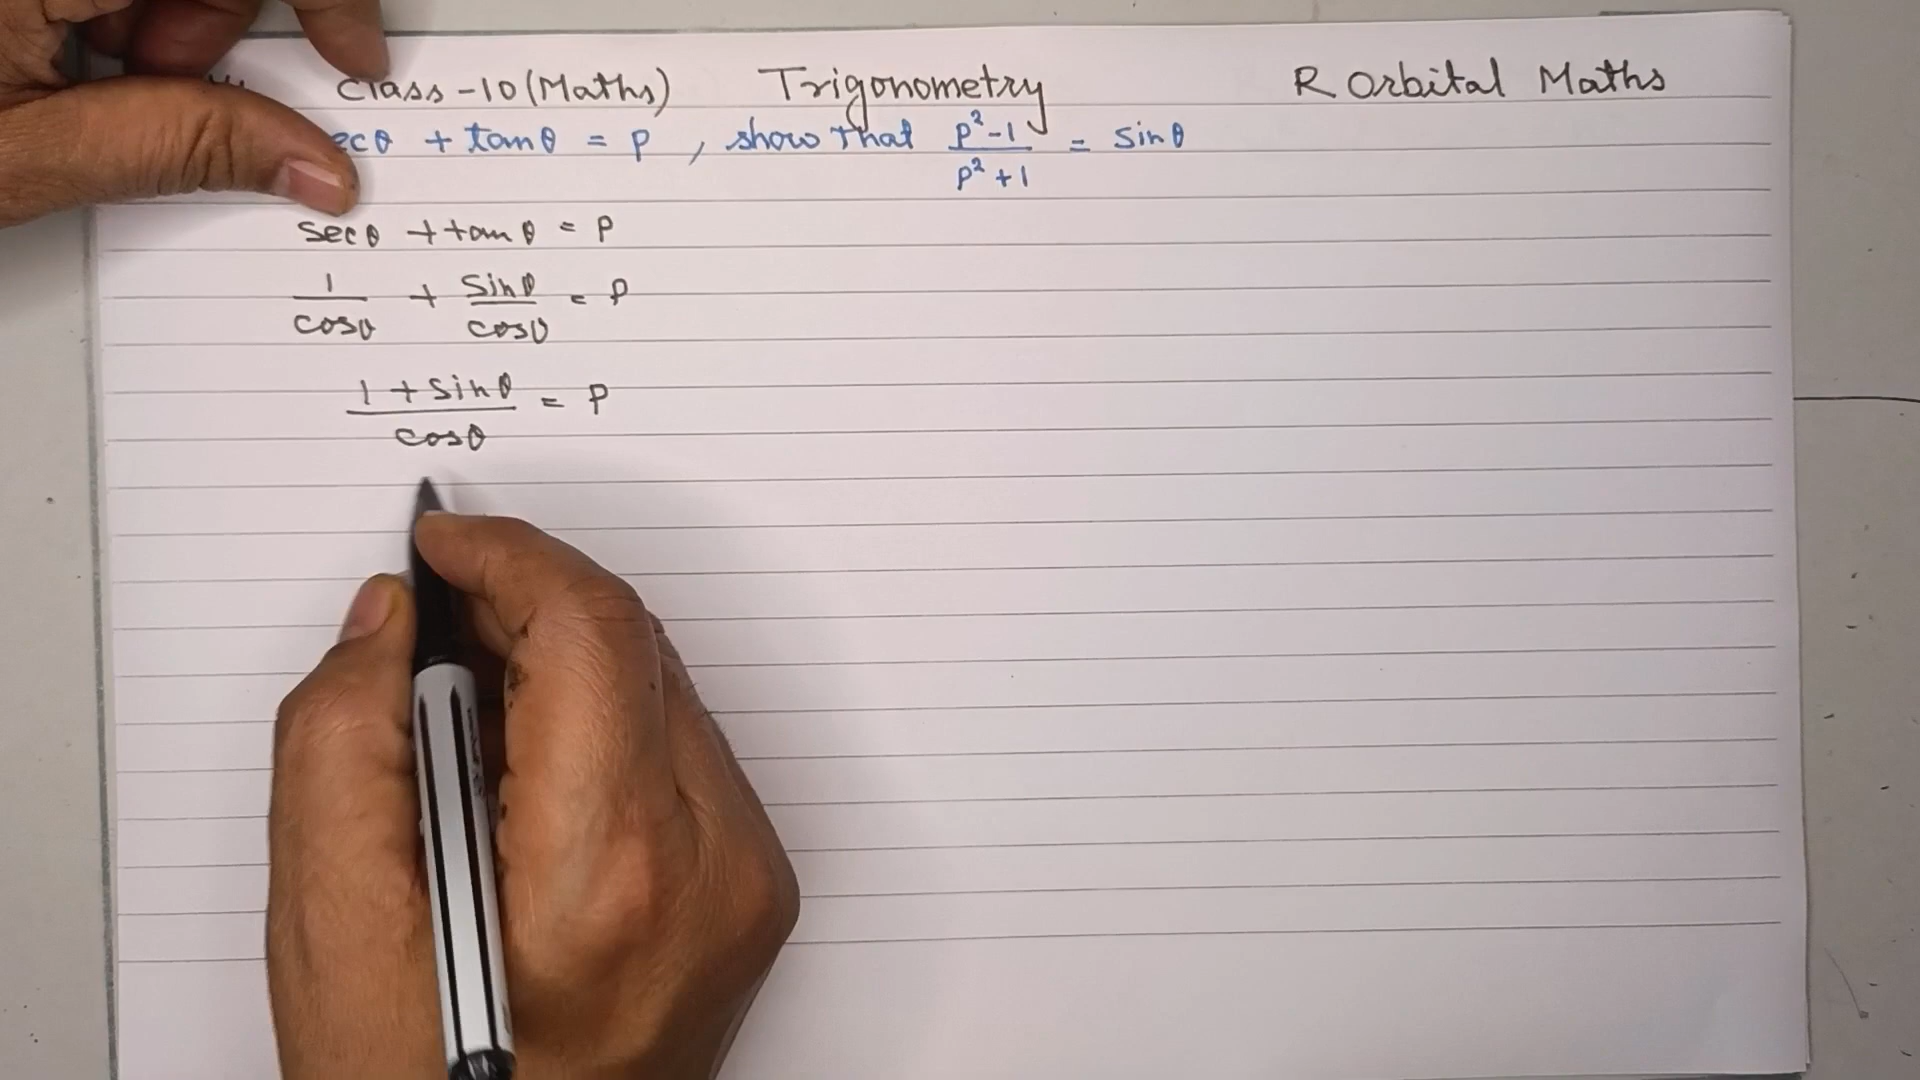 Class-10 (Maths) Trigonometry R Orbital Maths
ecθ + tanθ = P, show that (p²-1)/(p²+1) = sinθ
secθ + tanθ = P
1/cosθ + sinθ/cosθ = P
(1 + sinθ)/cosθ = P